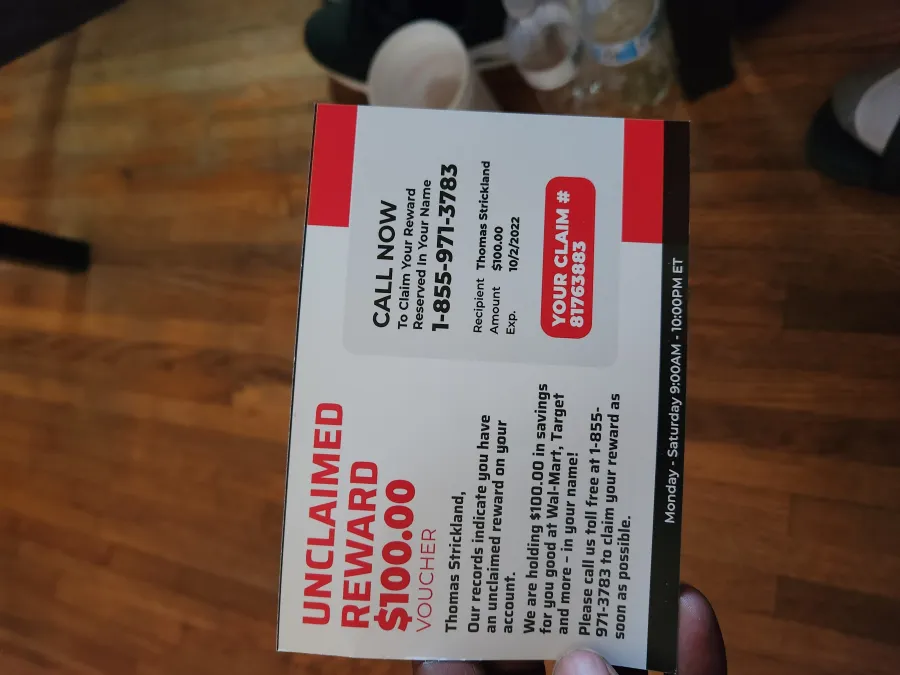 UNCLAIMED
REWARD
$100.00
VOUCHER
Thomas Strickland,
Our records indicate you have
an unclaimed reward on your
account.
We are holding $100.00 in savings
for you good at Wal-Mart, Target
and more - in your name!
Please call us toll free at 1-855-
971-3783 to claim your reward as
soon as possible.
CALL NOW
To Claim Your Reward
Reserved In Your Name
1-855-971-3783
Recipient Thomas Strickland
Amount $100.00
Exp. 10/2/2022
YOUR CLAIM #
81763883
Monday - Saturday 9:00AM - 10:00PM ET